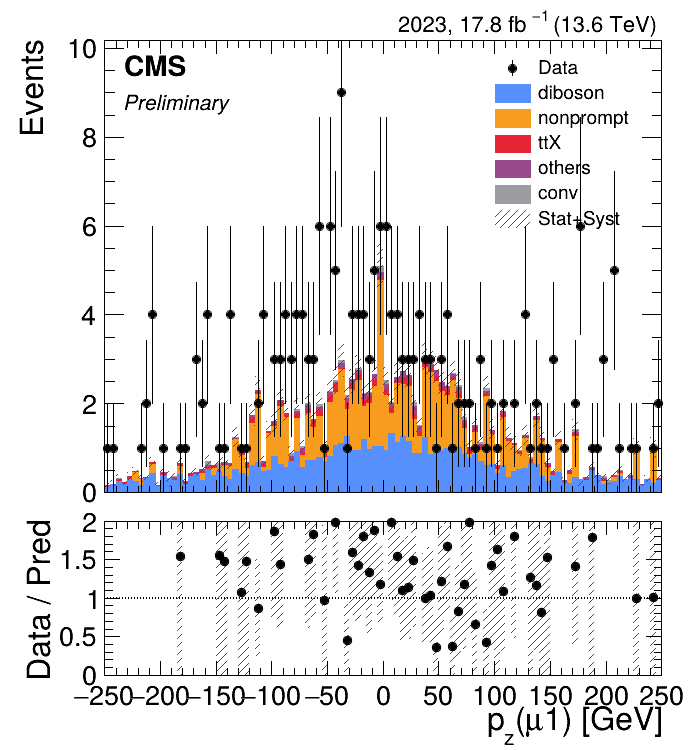 2023, 17.8 fb⁻¹ (13.6 TeV)
CMS
Preliminary
Events
10
8
6
4
2
0
Data
diboson
nonprompt
ttX
others
conv
Stat+Syst
Data / Pred
2
1.5
1
0.5
0
−250 −200 −150 −100 −50 0 50 100 150 200 250
p_z(μ1) [GeV]